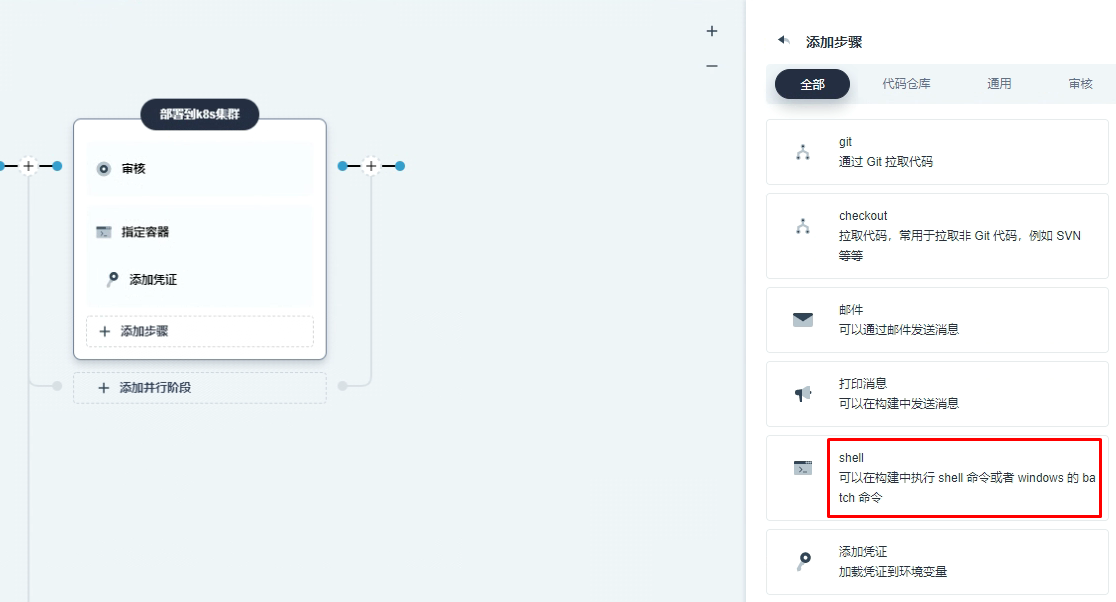 部署到k8s集群
审核
指定容器
添加凭证
添加步骤
添加并行阶段
添加步骤
全部
代码仓库
通用
审核
git
通过 Git 拉取代码
checkout
拉取代码，常用于拉取非 Git 代码，例如 SVN
等等
邮件
可以通过邮件发送消息
打印消息
可以在构建中发送消息
shell
可以在构建中执行 shell 命令或者 windows 的 ba
tch 命令
添加凭证
加载凭证到环境变量